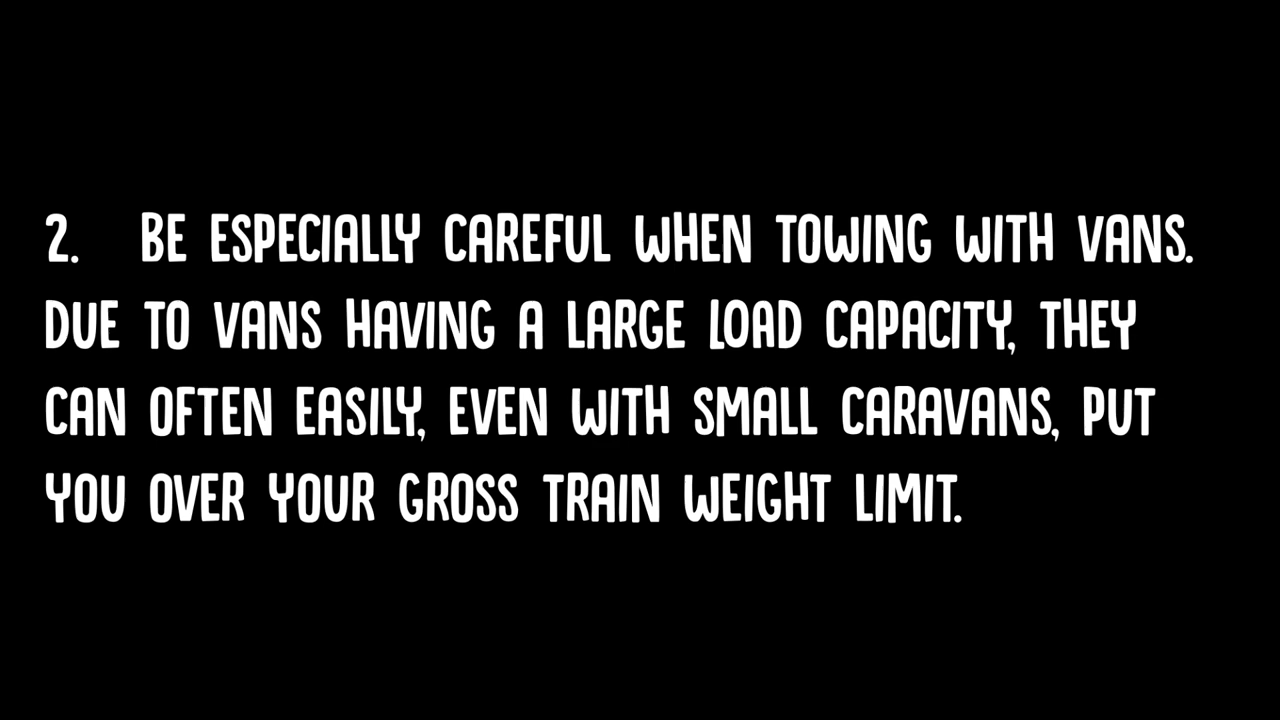 2. BE ESPECIALLY CAREFUL WHEN TOWING WITH VANS.
DUE TO VANS HAVING A LARGE LOAD CAPACITY, THEY
CAN OFTEN EASILY, EVEN WITH SMALL CARAVANS, PUT
YOU OVER YOUR GROSS TRAIN WEIGHT LIMIT.